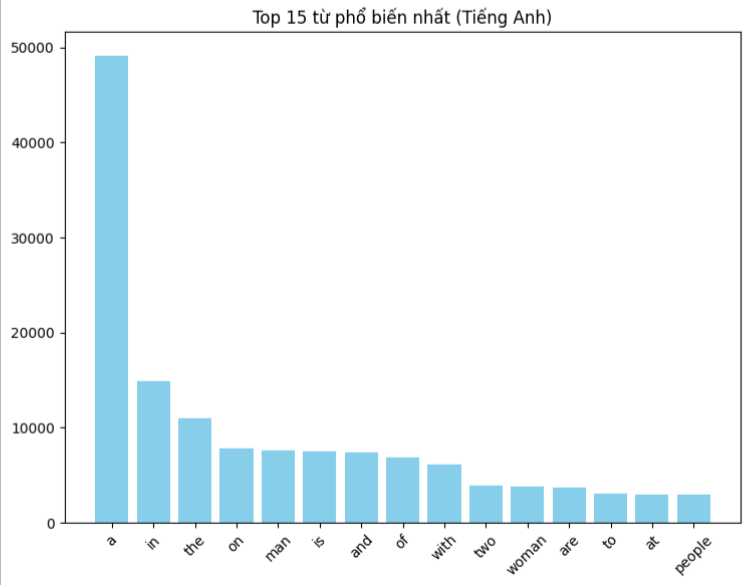 Top 15 từ phổ biến nhất (Tiếng Anh)
50000
40000
30000
20000
10000
0
a
in
the
on
man
is
and
of
with
two
woman
are
to
at
people